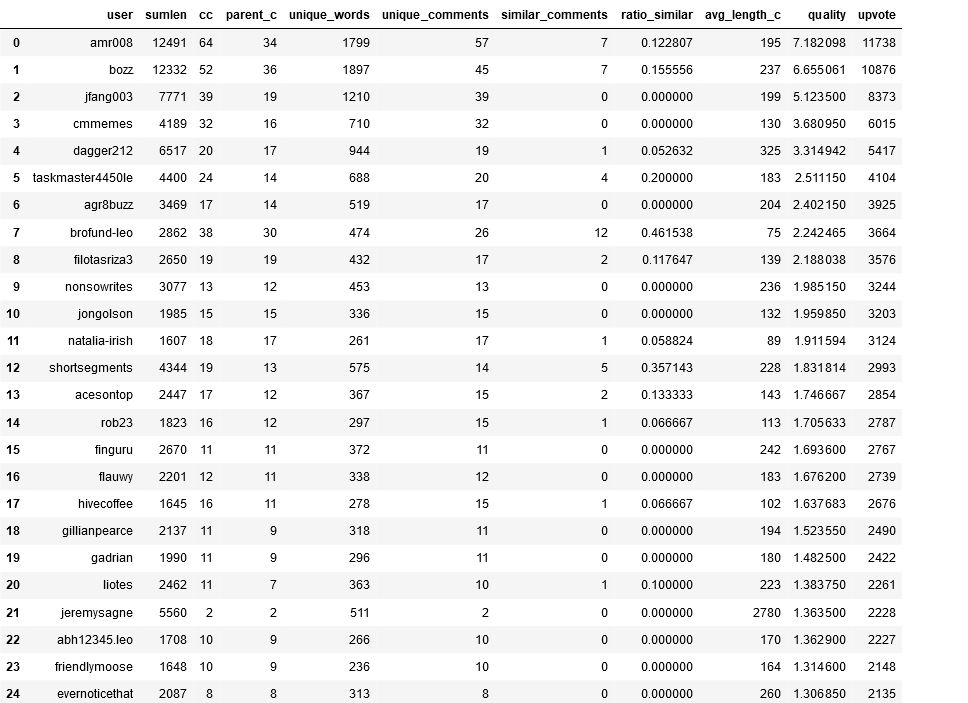 user sumlen cc parent_c unique_words unique_comments similar_comments ratio_similar avg_length_c quality upvote
0 amr008 12491 64 34 1799 57 7 0.122807 195 7.182098 11738
1 bozz 12332 52 36 1897 45 7 0.155556 237 6.655061 10876
2 jfang003 7771 39 19 1210 39 0 0.000000 199 5.123500 8373
3 cmmemes 4189 32 16 710 32 0 0.000000 130 3.680950 6015
4 dagger212 6517 20 17 944 19 1 0.052632 325 3.314942 5417
5 taskmaster4450le 4400 24 14 688 20 4 0.200000 183 2.511150 4104
6 agr8buzz 3469 17 14 519 17 0 0.000000 204 2.402150 3925
7 brofund-leo 2862 38 30 474 26 12 0.461538 75 2.242465 3664
8 filotasriza3 2650 19 19 432 17 2 0.117647 139 2.188038 3576
9 nonsowrites 3077 13 12 453 13 0 0.000000 236 1.985150 3244
10 jongolson 1985 15 15 336 15 0 0.000000 132 1.959850 3203
11 natalia-irish 1607 18 17 261 17 1 0.058824 89 1.911594 3124
12 shortsegments 4344 19 13 575 14 5 0.357143 228 1.831814 2993
13 acesontop 2447 17 12 367 15 2 0.133333 143 1.746667 2854
14 rob23 1823 16 12 297 15 1 0.066667 113 1.705633 2787
15 finguru 2670 11 11 372 11 0 0.000000 242 1.693600 2767
16 flauwy 2201 12 11 338 12 0 0.000000 183 1.676200 2739
17 hivecoffee 1645 16 11 278 15 1 0.066667 102 1.637683 2676
18 gillianpearce 2137 11 9 318 11 0 0.000000 194 1.523550 2490
19 gadrian 1990 11 9 296 11 0 0.000000 180 1.482500 2422
20 liotes 2462 11 7 363 10 1 0.100000 223 1.383750 2261
21 jeremysagne 5560 2 2 511 2 0 0.000000 2780 1.363500 2228
22 abh12345.leo 1708 10 9 266 10 0 0.000000 170 1.362900 2227
23 friendlymoose 1648 10 9 236 10 0 0.000000 164 1.314600 2148
24 evernoticethat 2087 8 8 313 8 0 0.000000 260 1.306850 2135